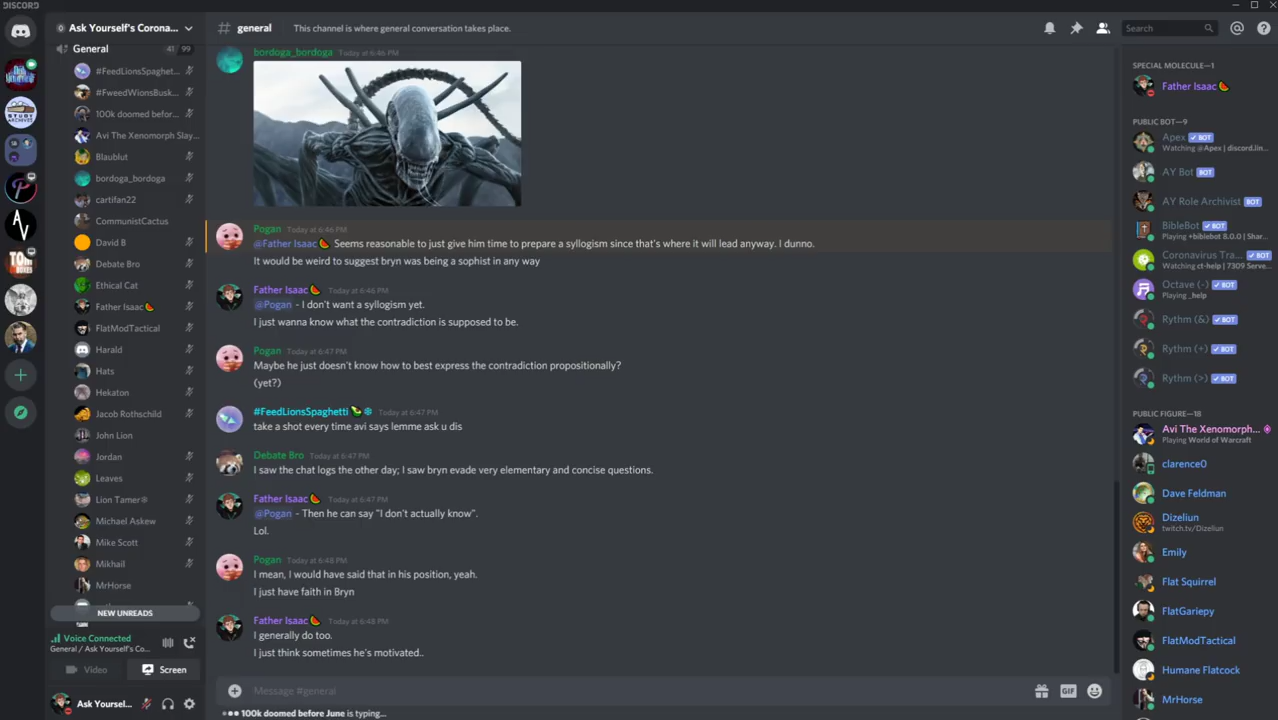 DISCORD
Ask Yourself's Corona...
general
This channel is where general conversation takes place.
Search
General
41
99
#FeedLionsSpaghet...
#FweedWionsBusk...
100k doomed befor...
Avi The Xenomorph Slay...
Blaublut
bordoga_bordoga
cartifan22
CommunistCactus
David B
Debate Bro
Ethical Cat
Father Isaac
FlatModTactical
Harald
Hats
Hekaton
Jacob Rothschild
John Lion
Jordan
Leaves
Lion Tamer
Michael Askew
Mike Scott
Mikhail
MrHorse
NEW UNREADS
Voice Connected
General / Ask Yourself's Co...
Video
Screen
Ask Yoursel...
bordoga_bordoga Today at 6:46 PM
Pogan Today at 6:46 PM
@Father Isaac Seems reasonable to just give him time to prepare a syllogism since that's where it will lead anyway. I dunno.
It would be weird to suggest bryn was being a sophist in any way
Father Isaac Today at 6:46 PM
@Pogan - I don't want a syllogism yet.
I just wanna know what the contradiction is supposed to be.
Pogan Today at 6:47 PM
Maybe he just doesn't know how to best express the contradiction propositionally?
(yet?)
#FeedLionsSpaghetti Today at 6:47 PM
take a shot every time avi says lemme ask u dis
Debate Bro Today at 6:47 PM
I saw the chat logs the other day; I saw bryn evade very elementary and concise questions.
Father Isaac Today at 6:47 PM
@Pogan - Then he can say "I don't actually know".
Lol.
Pogan Today at 6:48 PM
I mean, I would have said that in his position, yeah.
I just have faith in Bryn
Father Isaac Today at 6:48 PM
I generally do too.
I just think sometimes he's motivated..
Message #general
GIF
100k doomed before June is typing...
SPECIAL MOLECULE—1
Father Isaac
PUBLIC BOT—9
Apex BOT
Watching @Apex | discord.lin...
AY Bot BOT
AY Role Archivist BOT
BibleBot BOT
Playing +biblebot 8.0.0 | Shar...
Coronavirus Tra... BOT
Watching ct-help | 7309 Serve...
Octave (-) BOT
Playing _help
Rythm (&) BOT
Rythm (+) BOT
Rythm (>) BOT
PUBLIC FIGURE—18
Avi The Xenomorph...
Playing World of Warcraft
clarence0
Dave Feldman
Dizeliun
twitch.tv/Dizeliun
Emily
Flat Squirrel
FlatGariepy
FlatModTactical
Humane Flatcock
MrHorse